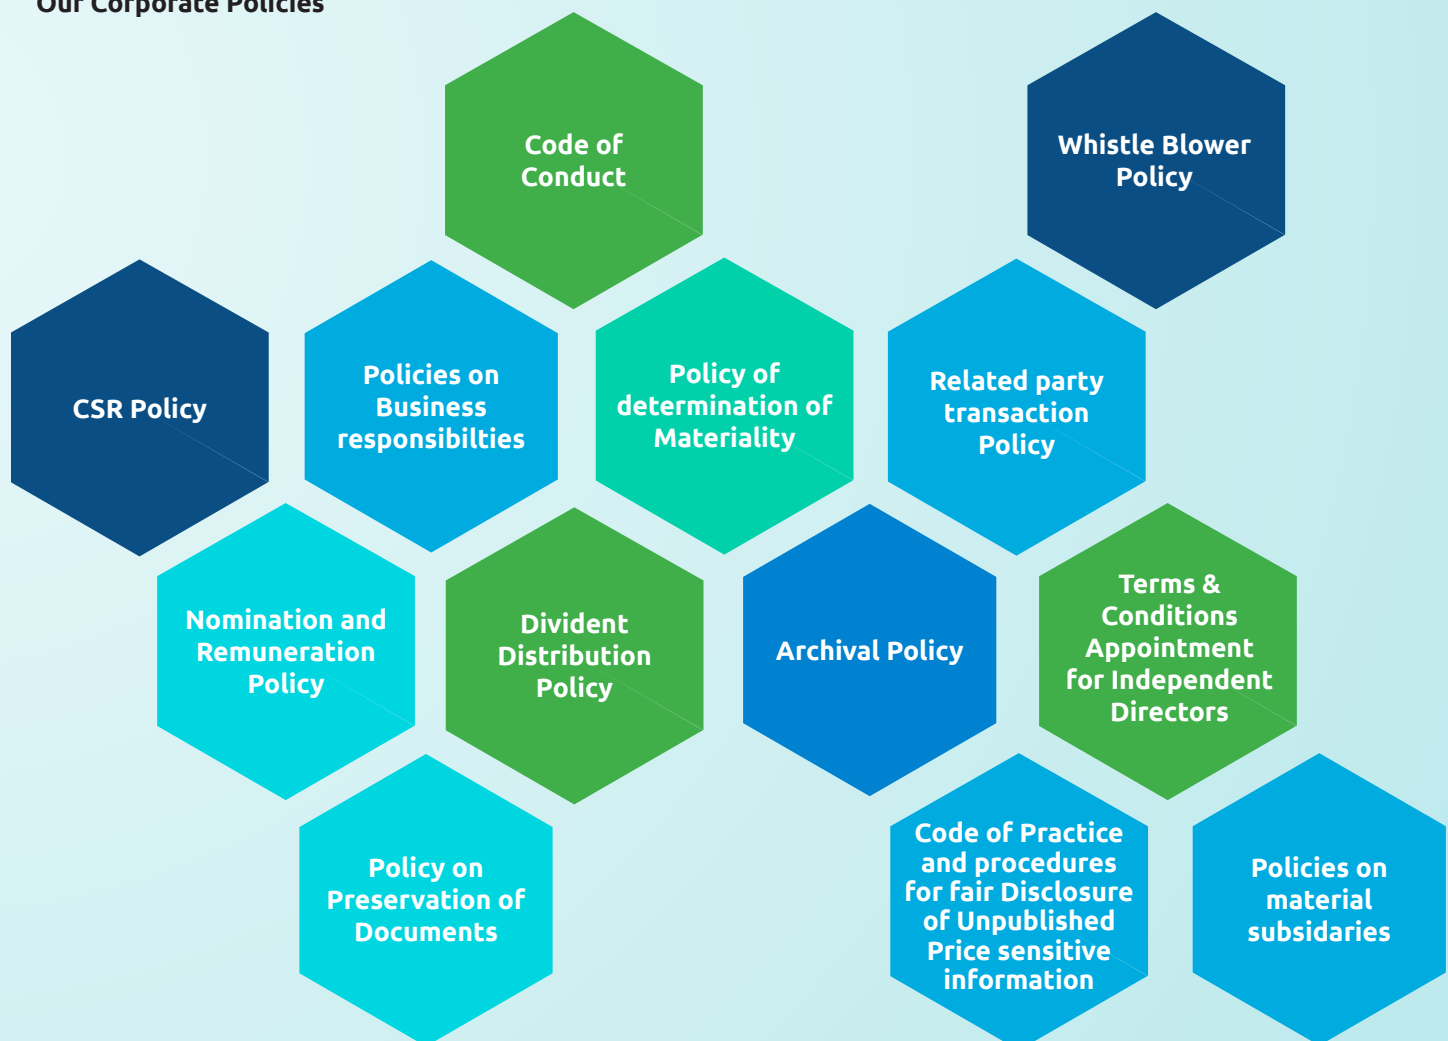 Our Corporate Policies
Code of
Conduct
Whistle Blower
Policy
CSR Policy
Policies on
Business
responsibilties
Policy of
determination of
Materiality
Related party
transaction
Policy
Nomination and
Remuneration
Policy
Divident
Distribution
Policy
Archival Policy
Terms &
Conditions
Appointment
for Independent
Directors
Policy on
Preservation of
Documents
Code of Practice
and procedures
for fair Disclosure
of Unpublished
Price sensitive
information
Policies on
material
subsidaries